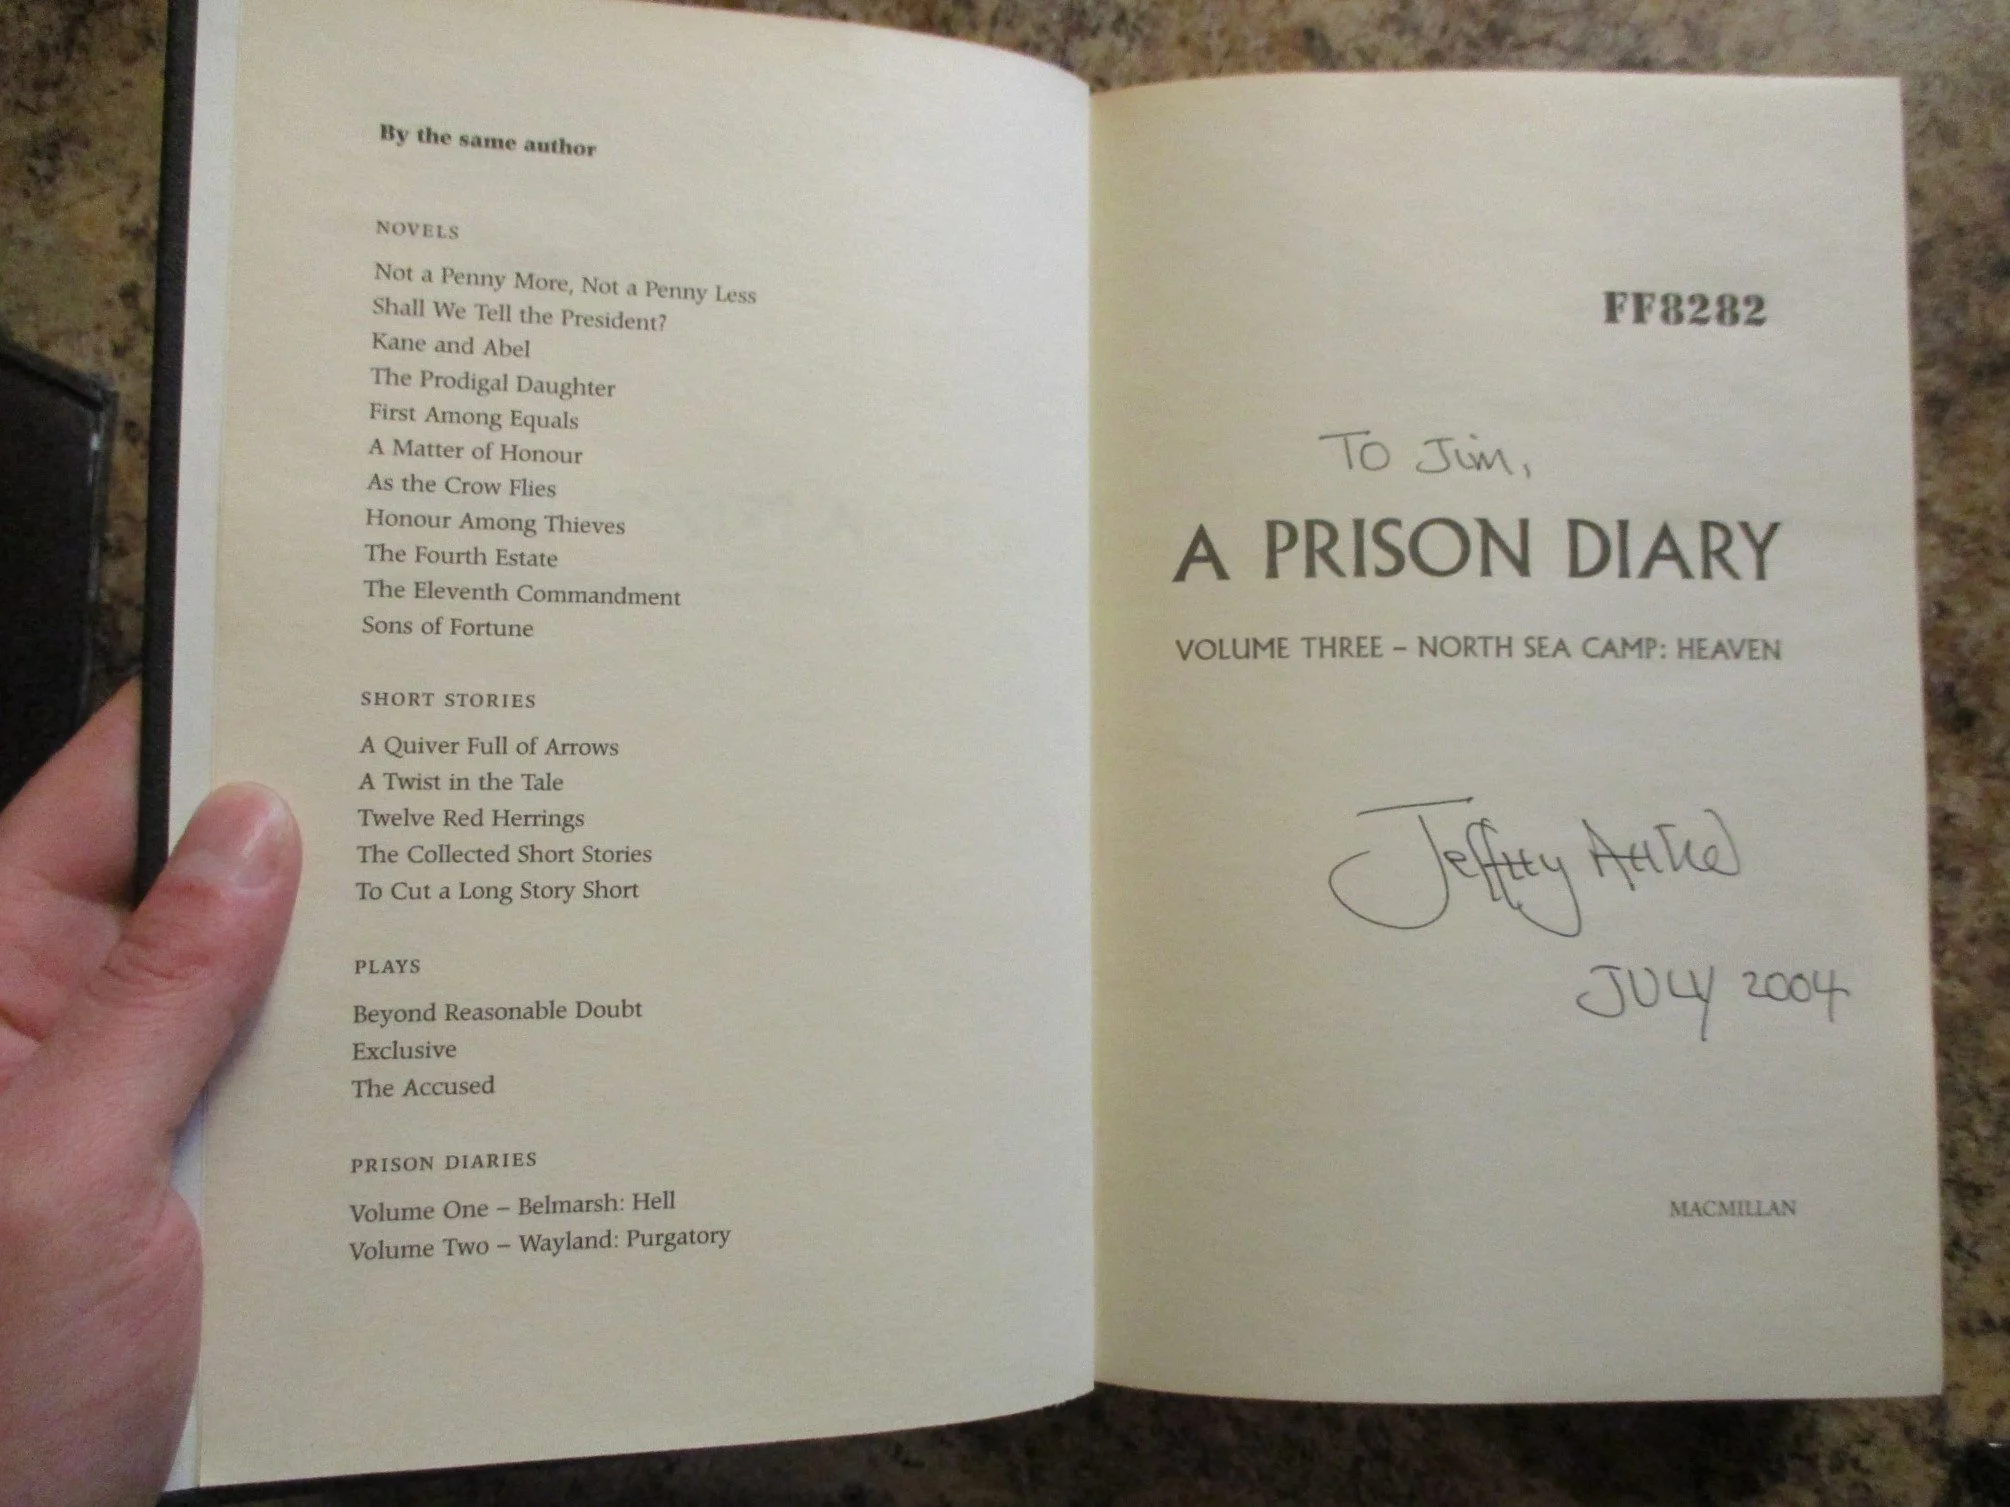 By the same author
NOVELS
Not a Penny More, Not a Penny Less
Shall We Tell the President?
Kane and Abel
The Prodigal Daughter
First Among Equals
A Matter of Honour
As the Crow Flies
Honour Among Thieves
The Fourth Estate
The Eleventh Commandment
Sons of Fortune
SHORT STORIES
A Quiver Full of Arrows
A Twist in the Tale
Twelve Red Herrings
The Collected Short Stories
To Cut a Long Story Short
PLAYS
Beyond Reasonable Doubt
Exclusive
The Accused
PRISON DIARIES
Volume One – Belmarsh: Hell
Volume Two – Wayland: Purgatory
FF8282
To Jim,
A PRISON DIARY
VOLUME THREE – NORTH SEA CAMP: HEAVEN
Jeffrey Archer
JULY 2004
MACMILLAN